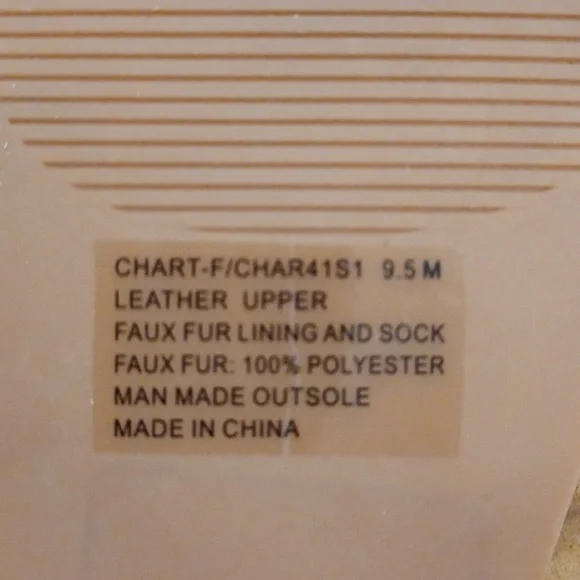 CHART-F/CHAR41S1 9.5 M
LEATHER UPPER
FAUX FUR LINING AND SOCK
FAUX FUR: 100% POLYESTER
MAN MADE OUTSOLE
MADE IN CHINA